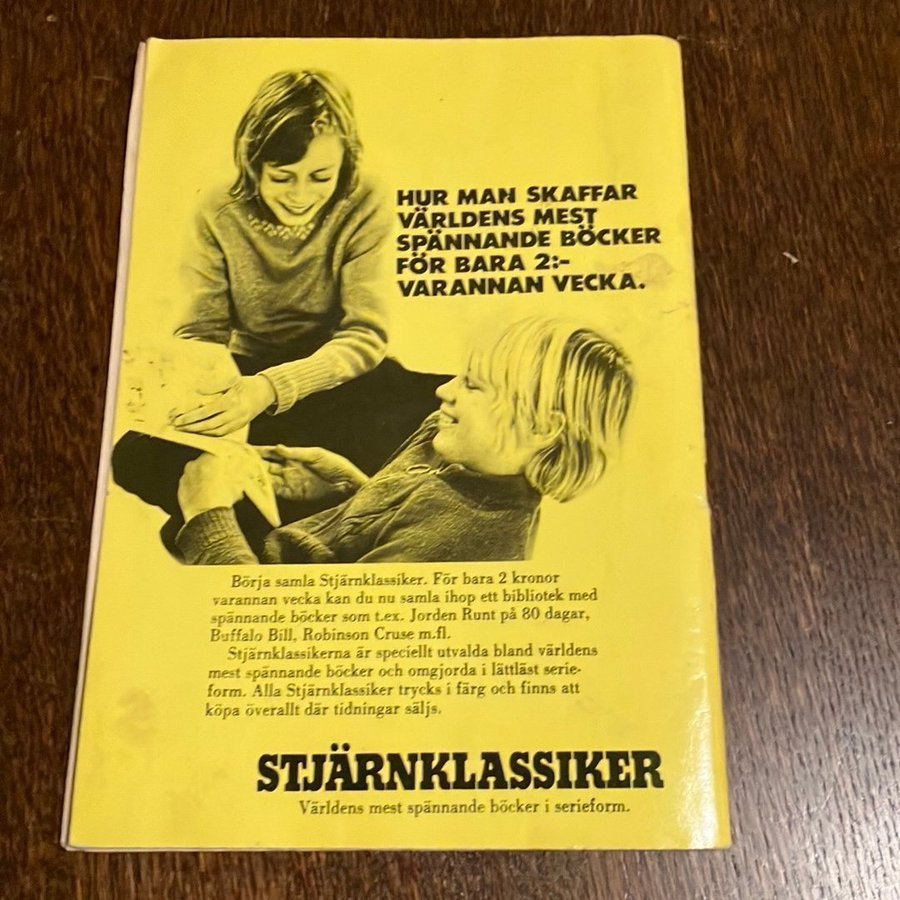 HUR MAN SKAFFAR
VÄRLDENS MEST
SPÄNNANDE BÖCKER
FÖR BARA 2:-
VARANNAN VECKA.
Börja samla Stjärnklassiker. För bara 2 kronor
varannan vecka kan du nu samla ihop ett bibliotek med
spännande böcker som t.ex. Jorden Runt på 80 dagar,
Buffalo Bill, Robinson Cruse m.fl.
Stjärnklassikerna är speciellt utvalda bland världens
mest spännande böcker och omgjorda i lättläst serie-
form. Alla Stjärnklassiker trycks i färg och finns att
köpa överallt där tidningar säljs.
STJÄRNKLASSIKER
Världens mest spännande böcker i serieform.